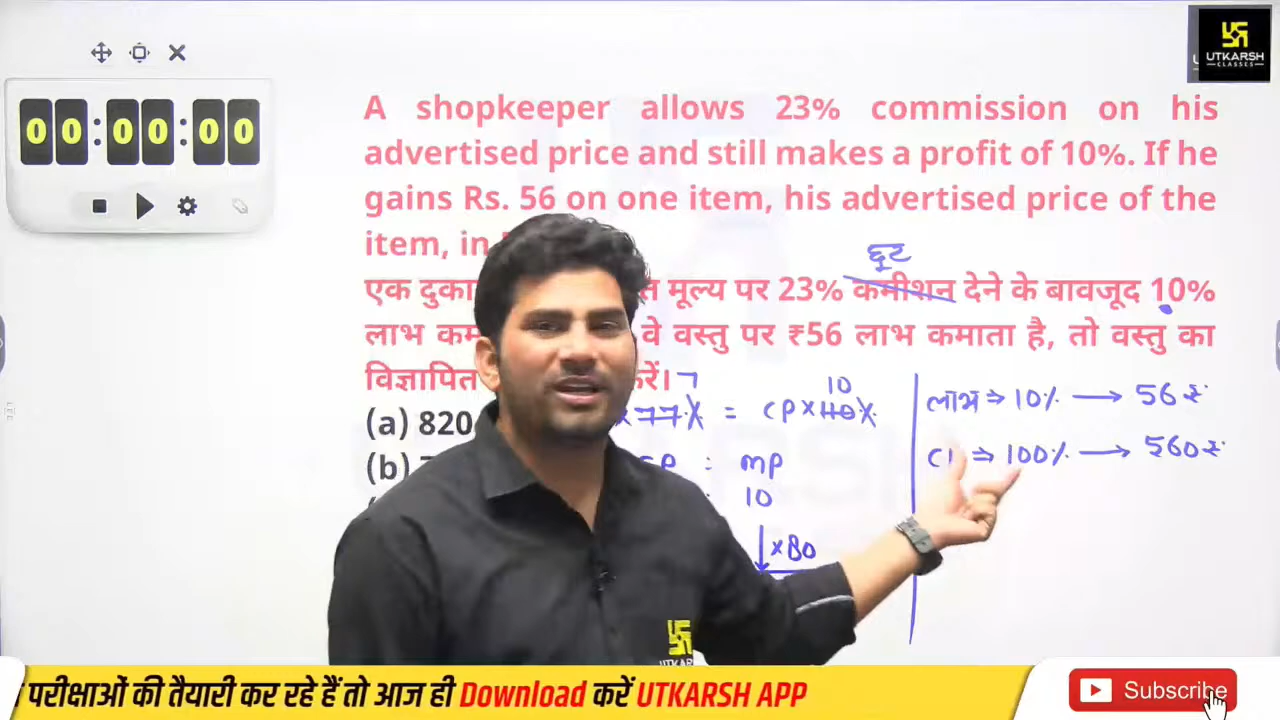 UTKARSH
CLASSES
00:00:00
A shopkeeper allows 23% commission on his
advertised price and still makes a profit of 10%. If he
gains Rs. 56 on one item, his advertised price of the
item, in
छूट
एक मूल्य पर 23% कमीशन देने के बावजूद 10%
लाभ वे वस्तु पर ₹56 लाभ कमाता है, तो वस्तु का
विज्ञापित करें।
7 10
×77% = CP×110%
(a) 820
(b)
: mp
10
×80
लाभ ⇒ 10% → 56 ₹
⇒ 100% → 560 ₹
UTKAR
परीक्षाओं की तैयारी कर रहे हैं तो आज ही Download करें UTKARSH APP
Subscribe